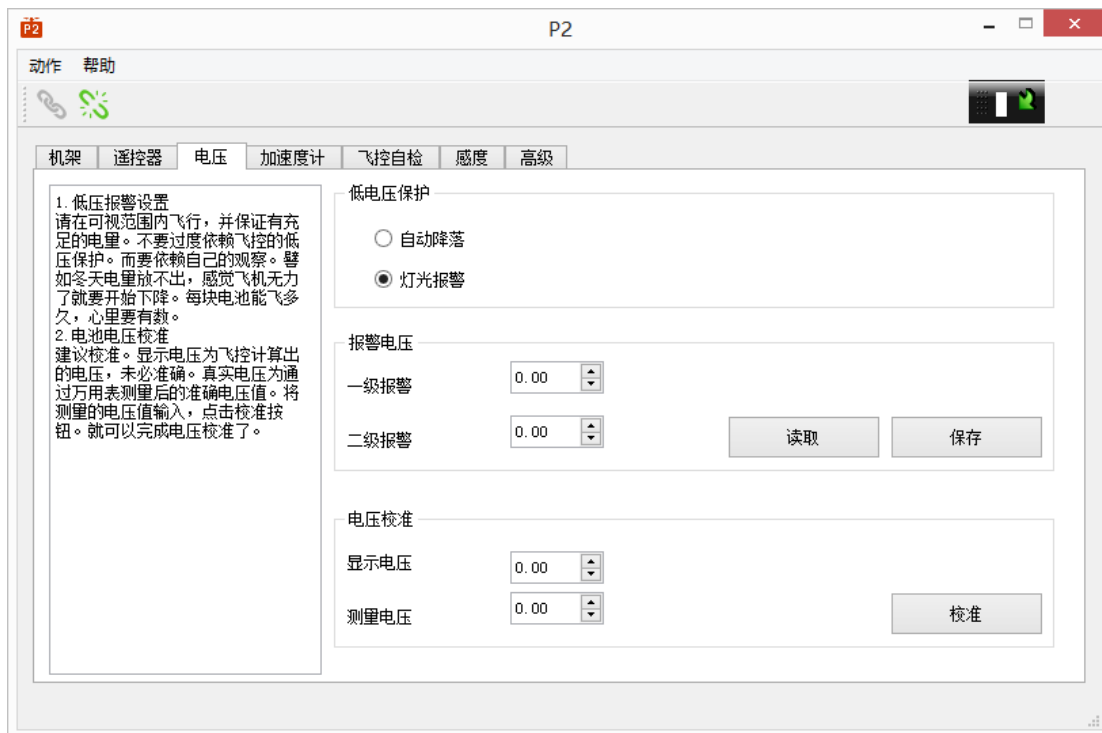 P2
P2
动作 帮助
机架 遥控器 电压 加速度计 飞控自检 感度 高级
1.低压报警设置
请在可视范围内飞行，并保证有充
足的电量。不要过度依赖飞控的低
压保护。而要依赖自己的观察。譬
如冬天电量放不出，感觉飞机无力
了就要开始下降。每块电池能飞多
久，心里要有数。
2.电池电压校准
建议校准。显示电压为飞控计算出
的电压，未必准确。真实电压为通
过万用表测量后的准确电压值。将
测量的电压值输入，点击校准按
钮。就可以完成电压校准了。
低电压保护
自动降落
灯光报警
报警电压
一级报警 0.00
二级报警 0.00 读取 保存
电压校准
显示电压 0.00
测量电压 0.00 校准